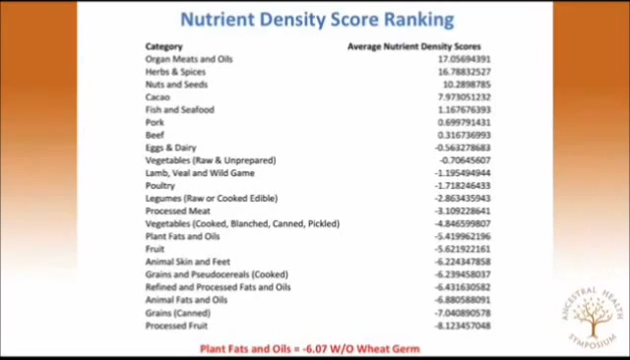 Nutrient Density Score Ranking
Category Average Nutrient Density Scores
Organ Meats and Oils 17.05694391
Herbs & Spices 16.78832527
Nuts and Seeds 10.2898785
Cacao 7.973051232
Fish and Seafood 1.167676393
Pork 0.699791431
Beef 0.316736993
Eggs & Dairy -0.563278683
Vegetables (Raw & Unprepared) -0.70645607
Lamb, Veal and Wild Game -1.195494944
Poultry -1.718246433
Legumes (Raw or Cooked Edible) -2.863435943
Processed Meat -3.109228641
Vegetables (Cooked, Blanched, Canned, Pickled) -4.846599807
Plant Fats and Oils -5.419962196
Fruit -5.621922161
Animal Skin and Feet -6.224347858
Grains and Pseudocereals (Cooked) -6.239458037
Refined and Processed Fats and Oils -6.431630582
Animal Fats and Oils -6.880588091
Grains (Canned) -7.040890578
Processed Fruit -8.123457048
Plant Fats and Oils = -6.07 W/O Wheat Germ
ANCESTRAL HEALTH SYMPOSIUM